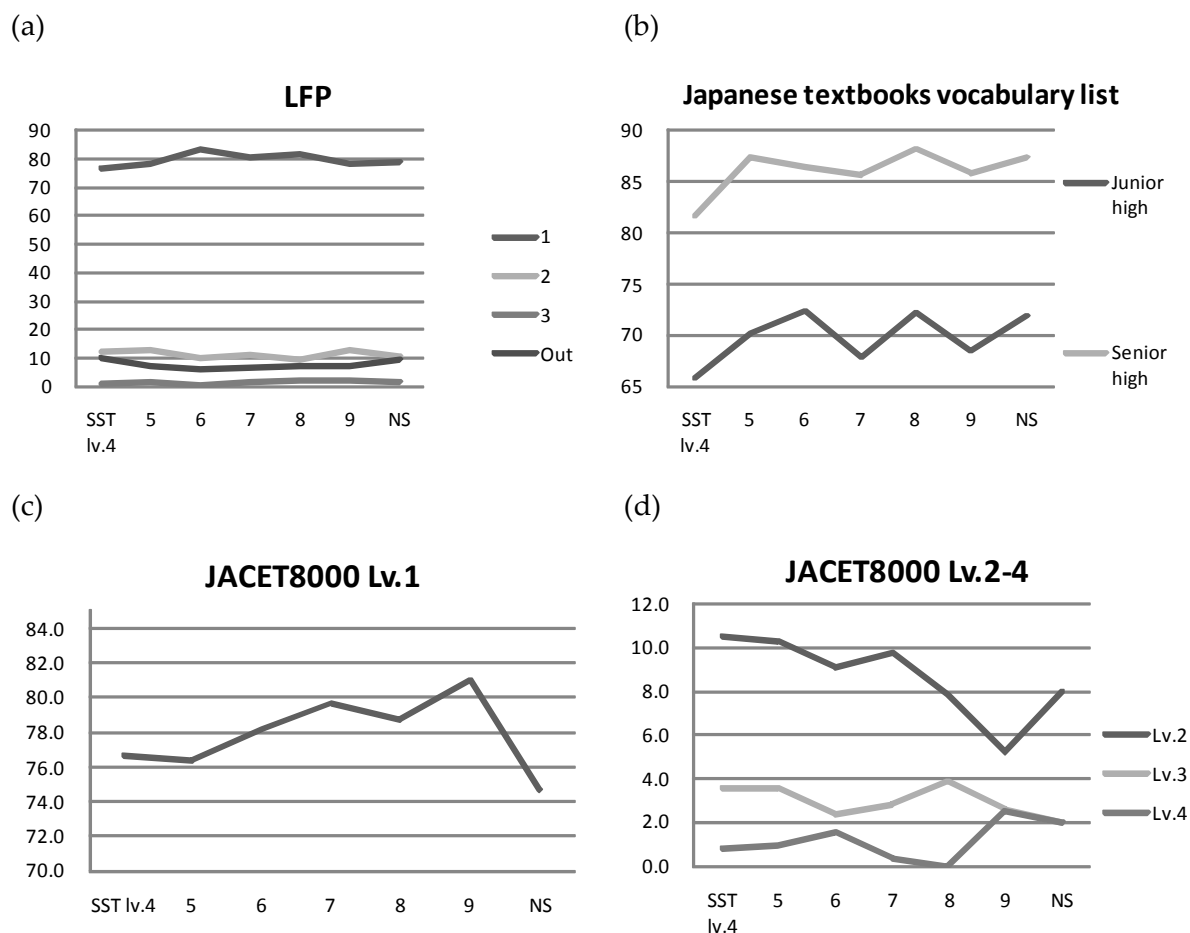 (a)
LFP
90
80
70
60
50
40
30
20
10
0
SST lv.4
5 6 7 8 9 NS
1
2
3
Out
(b)
Japanese textbooks vocabulary list
90
85
80
75
70
65
SST lv.4
5 6 7 8 9 NS
Junior
high
Senior
high
(c)
JACET8000 Lv.1
84.0
82.0
80.0
78.0
76.0
74.0
72.0
70.0
SST lv.4 5 6 7 8 9 NS
(d)
JACET8000 Lv.2-4
12.0
10.0
8.0
6.0
4.0
2.0
0.0
SST lv.4
5 6 7 8 9 NS
Lv.2
Lv.3
Lv.4